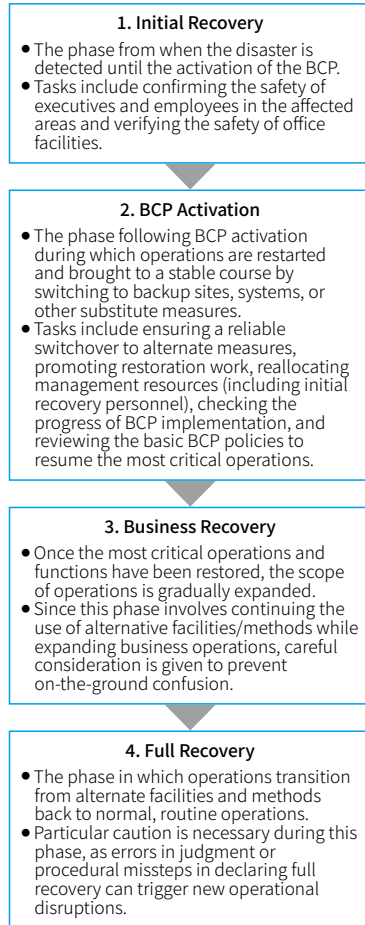 1. Initial Recovery
● The phase from when the disaster is
detected until the activation of the BCP.
● Tasks include confirming the safety of
executives and employees in the affected
areas and verifying the safety of office
facilities.
2. BCP Activation
● The phase following BCP activation
during which operations are restarted
and brought to a stable course by
switching to backup sites, systems, or
other substitute measures.
● Tasks include ensuring a reliable
switchover to alternate measures,
promoting restoration work, reallocating
management resources (including initial
recovery personnel), checking the
progress of BCP implementation, and
reviewing the basic BCP policies to
resume the most critical operations.
3. Business Recovery
● Once the most critical operations and
functions have been restored, the scope
of operations is gradually expanded.
● Since this phase involves continuing the
use of alternative facilities/methods while
expanding business operations, careful
consideration is given to prevent
on-the-ground confusion.
4. Full Recovery
● The phase in which operations transition
from alternate facilities and methods
back to normal, routine operations.
● Particular caution is necessary during this
phase, as errors in judgment or
procedural missteps in declaring full
recovery can trigger new operational
disruptions.